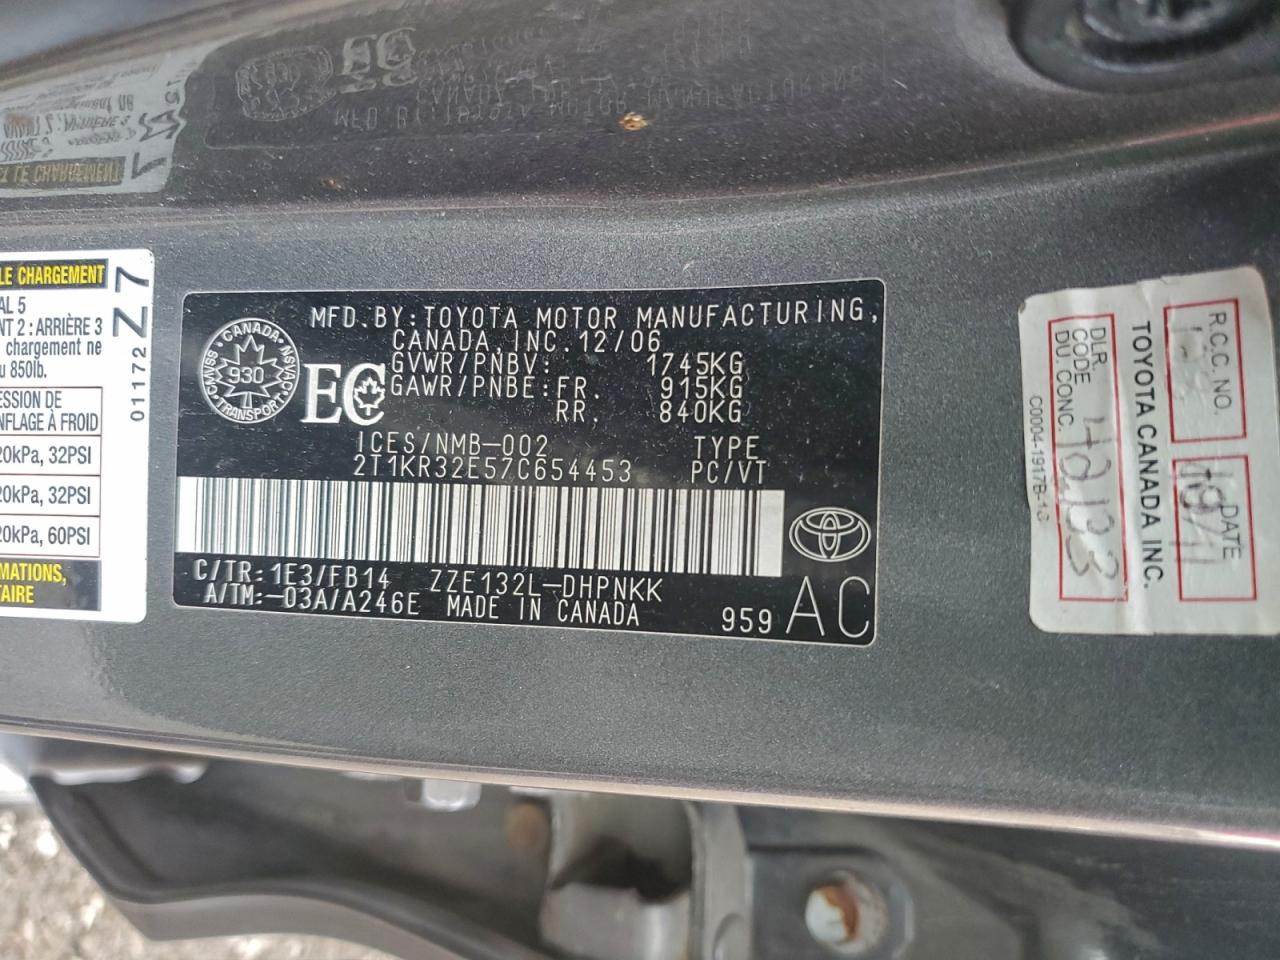 LE CHARGEMENT
AL 5
NT 2 : ARRIÈRE 3
chargement ne
u 850lb.
ESSION DE
NFLAGE À FROID
20kPa, 32PSI
20kPa, 32PSI
20kPa, 60PSI
MATIONS,
TAIRE
Z7
01172
MFD. BY: TOYOTA MOTOR MANUFACTURING,
CANADA, INC. 12/06
GVWR/PNBV: 1745KG
GAWR/PNBE: FR. 915KG
RR. 840KG
CANADA
CMVSS NSVAC
930
TRANSPORT
EC
ICES/NMB-002 TYPE
2T1KR32E57C654453 PC/VT
C/TR: 1E3/FB14 ZZE132L-DHPNKK
A/TM:-03A/A246E MADE IN CANADA
959 AC
R.C.C. NO.
DATE
TOYOTA CANADA INC.
DLR. CODE
DU CONC.
42133
C0004-1917B-10